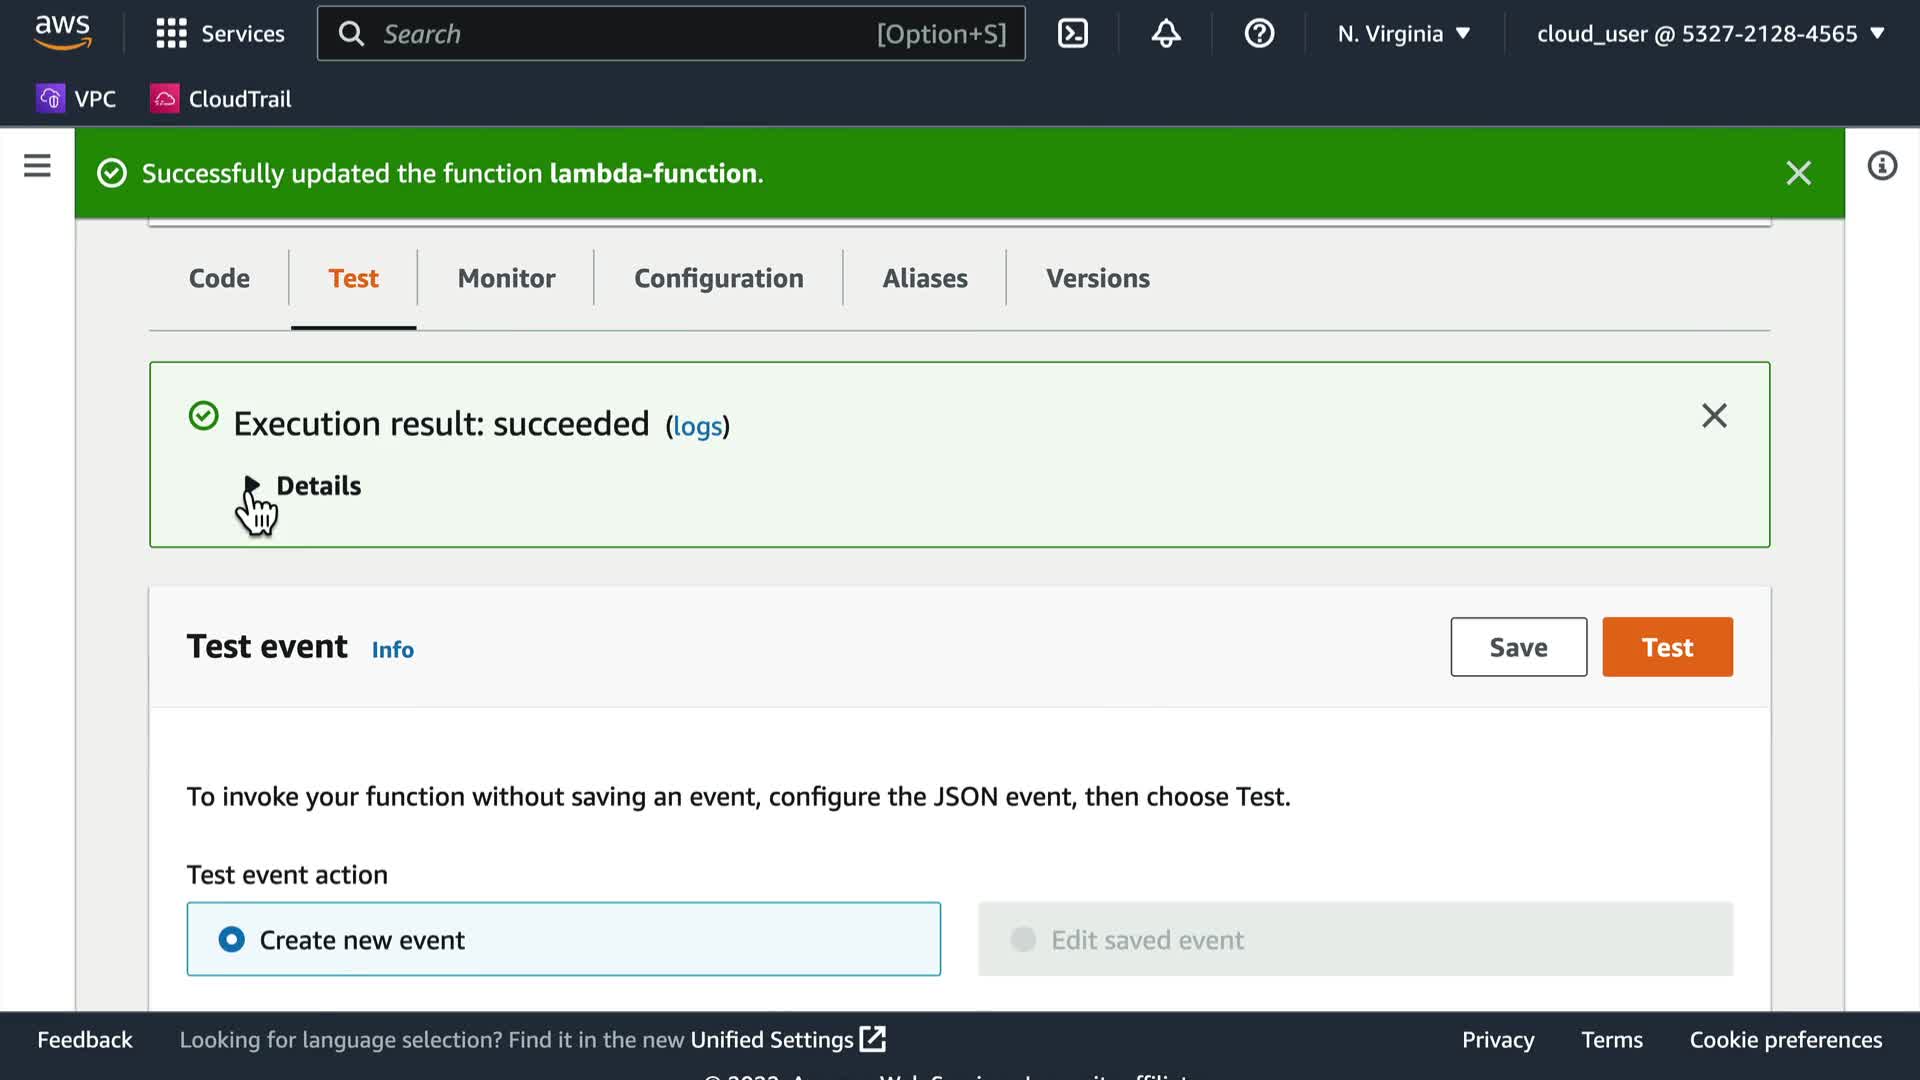 aws
Services
Search
[Option+S]
N. Virginia
cloud_user @ 5327-2128-4565
VPC
CloudTrail
Successfully updated the function lambda-function.
Code
Test
Monitor
Configuration
Aliases
Versions
Execution result: succeeded (logs)
Details
Test event Info
Save
Test
To invoke your function without saving an event, configure the JSON event, then choose Test.
Test event action
Create new event
Edit saved event
Feedback
Looking for language selection? Find it in the new Unified Settings
Privacy
Terms
Cookie preferences